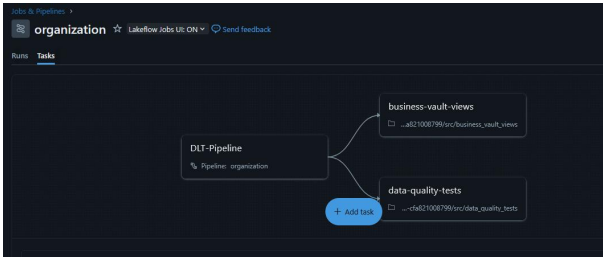 Jobs & Pipelines >
organization ☆ Lakeflow Jobs UI: ON Send feedback
Runs Tasks
business-vault-views
...a821008799/src/business_vault_views
DLT-Pipeline
Pipeline: organization
data-quality-tests
...-cfa821008799/src/data_quality_tests
+ Add task